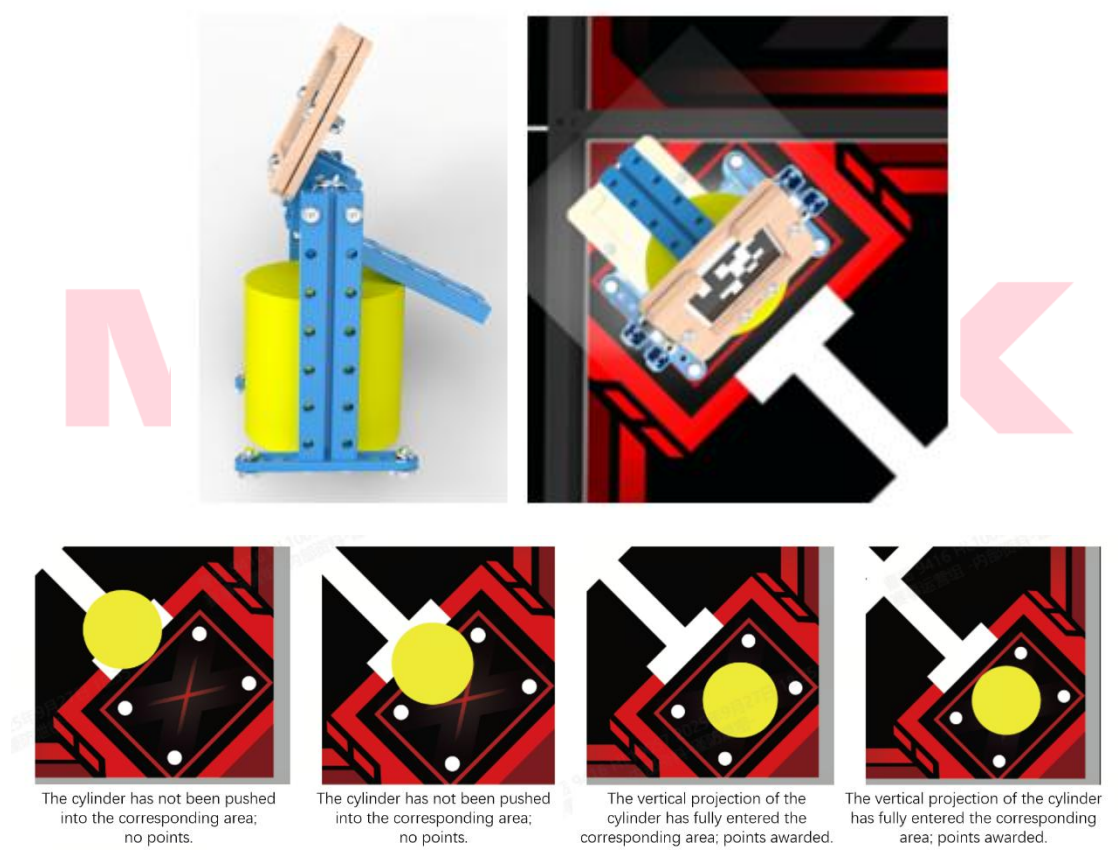 M K
The cylinder has not been pushed
into the corresponding area;
no points.
The cylinder has not been pushed
into the corresponding area;
no points.
The vertical projection of the
cylinder has fully entered the
corresponding area; points awarded.
The vertical projection of the cylinder
has fully entered the corresponding
area; points awarded.